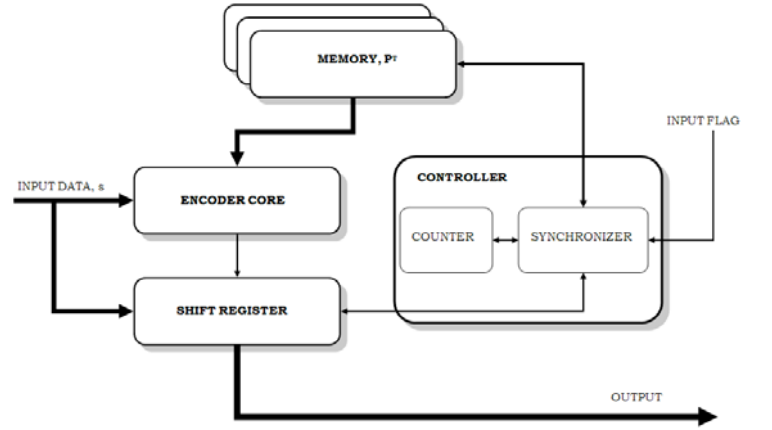 MEMORY, Pᵀ
INPUT FLAG
CONTROLLER
INPUT DATA, s
ENCODER CORE
COUNTER
SYNCHRONIZER
SHIFT REGISTER
OUTPUT